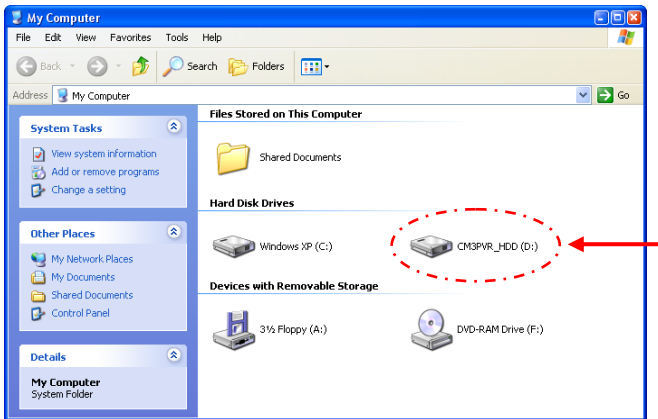 My Computer
File Edit View Favorites Tools Help
Back Search Folders
Address My Computer Go
System Tasks
View system information
Add or remove programs
Change a setting
Other Places
My Network Places
My Documents
Shared Documents
Control Panel
Details
My Computer
System Folder
Files Stored on This Computer
Shared Documents
Hard Disk Drives
Windows XP (C:)
CM3PVR_HDD (D:)
Devices with Removable Storage
3½ Floppy (A:)
DVD-RAM Drive (F:)